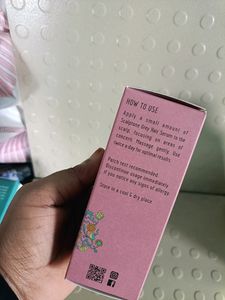 HOW TO USE
Apply a small amount of
Scalptone Grey Hair Serum to the
scalp, focusing on areas of
concern. Massage gently. Use
twice a day for optimal results.
Patch test recommended.
Discontinue usage immediately
if you notice any signs of allergy.
Store in a cool & dry place